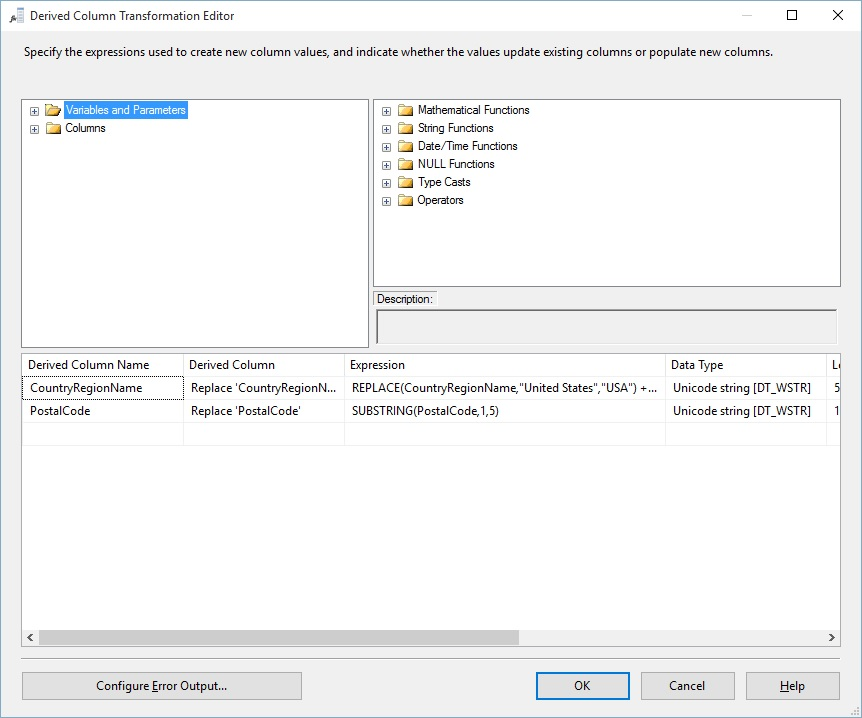 Derived Column Transformation Editor
Specify the expressions used to create new column values, and indicate whether the values update existing columns or populate new columns.
Variables and Parameters
Columns
Mathematical Functions
String Functions
Date/Time Functions
NULL Functions
Type Casts
Operators
Description:
Derived Column Name Derived Column Expression Data Type
CountryRegionName Replace 'CountryRegionN... REPLACE(CountryRegionName,"United States","USA") +... Unicode string [DT_WSTR] 5
PostalCode Replace 'PostalCode' SUBSTRING(PostalCode,1,5) Unicode string [DT_WSTR] 1
Configure Error Output... OK Cancel Help